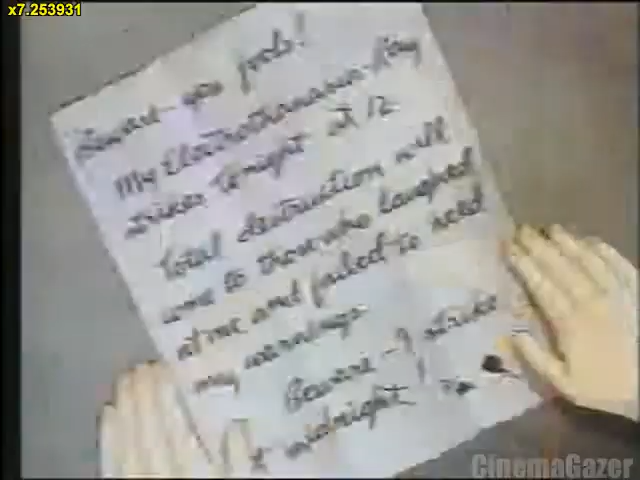 x7.253931
Beware - you fools!
My Electrothanasia-Ray
strikes tonight at 12
Total destruction will
come to those who laughed
at me and failed to heed
my warnings.
Beware - I strike
at midnight!
CinemaGazer